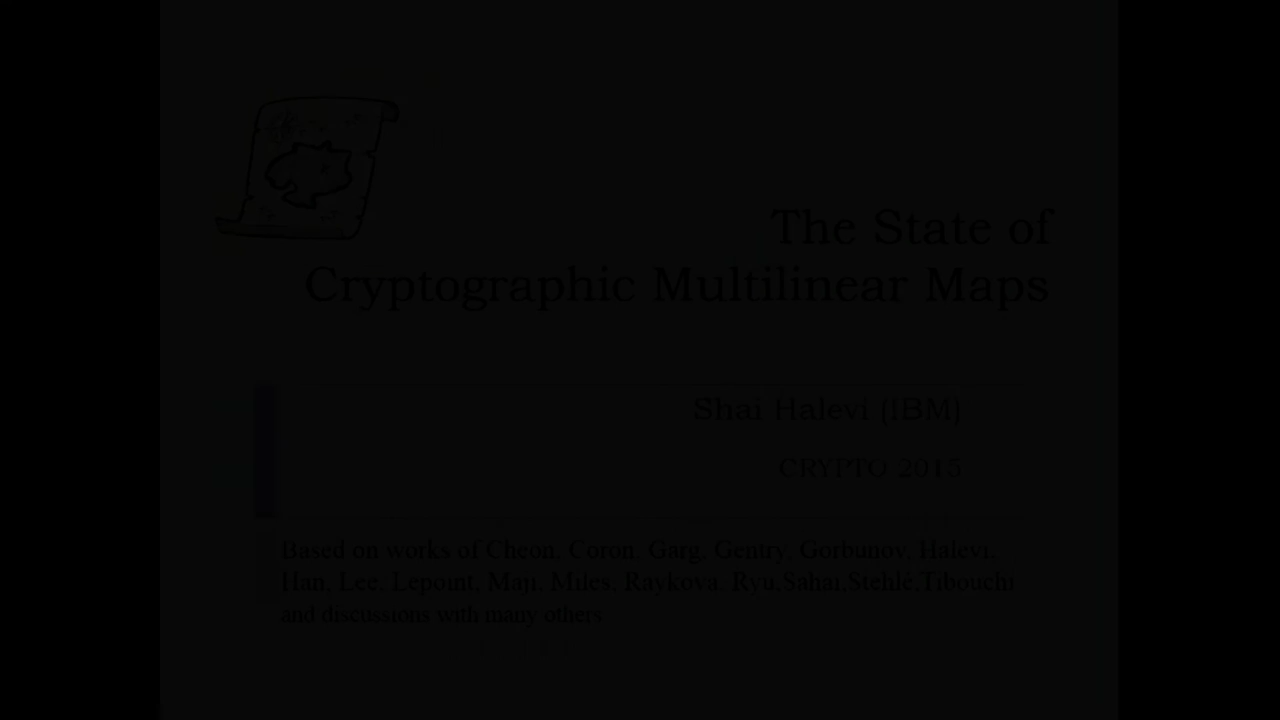 The State of
Cryptographic Multilinear Maps
Shai Halevi (IBM)
CRYPTO 2015
Based on works of Cheon, Coron, Garg, Gentry, Gorbunov, Halevi,
Han, Lee, Lepoint, Maji, Miles, Raykova, Ryu,Sahai,Stehlé,Tibouchi
and discussions with many others